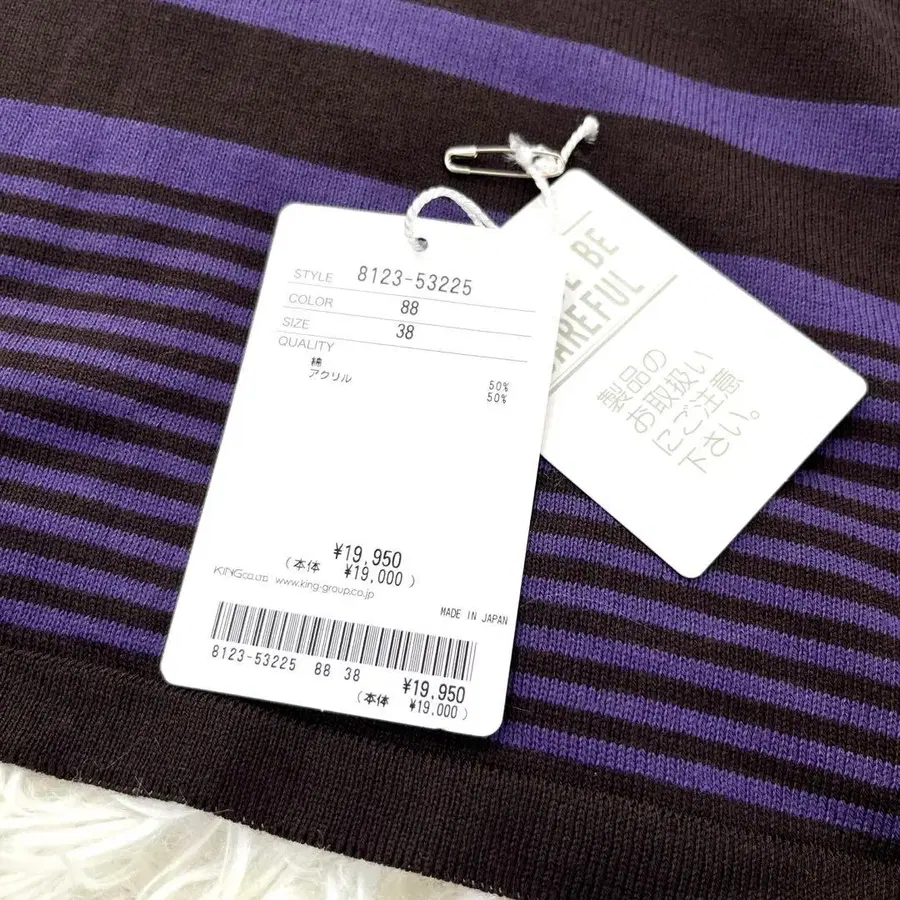 STYLE 8123-53225
COLOR 88
SIZE 38
QUALITY
綿 50%
アクリル 50%
¥19,950
(本体 ¥19,000)
KING CO.,LTD. www.king-group.co.jp
MADE IN JAPAN
8123-53225 88 38
¥19,950
(本体 ¥19,000)
BE
製品の
お取扱い
にご注意
下さい。